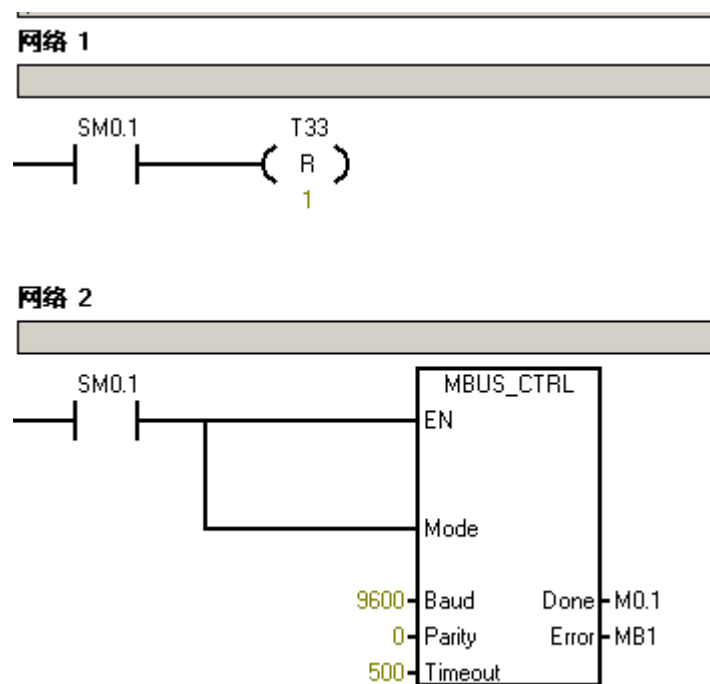 网络 1
SM0.1 T33
R
1
网络 2
SM0.1 MBUS_CTRL
EN
Mode
9600 Baud Done M0.1
0 Parity Error MB1
500 Timeout